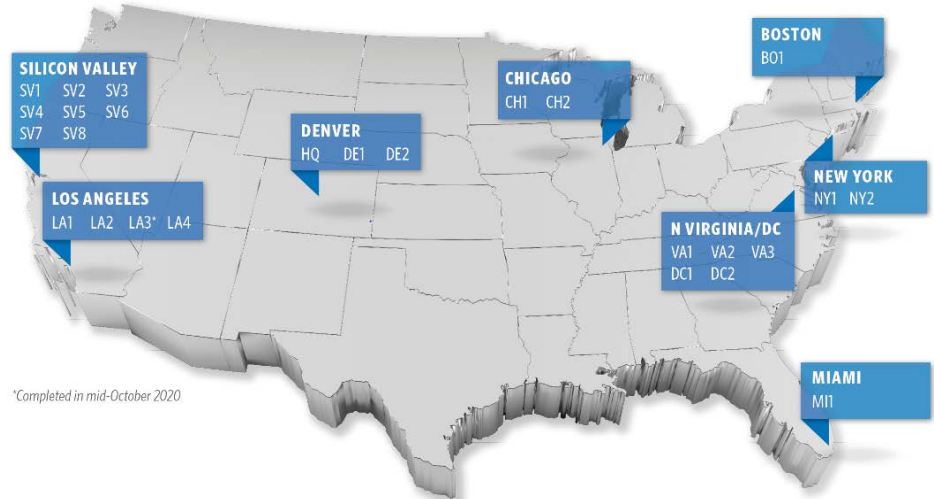 SILICON VALLEY
SV1 SV2 SV3
SV4 SV5 SV6
SV7 SV8
LOS ANGELES
LA1 LA2 LA3* LA4
DENVER
HQ DE1 DE2
CHICAGO
CH1 CH2
BOSTON
BO1
NEW YORK
NY1 NY2
N VIRGINIA/DC
VA1 VA2 VA3
DC1 DC2
MIAMI
MI1
*Completed in mid-October 2020